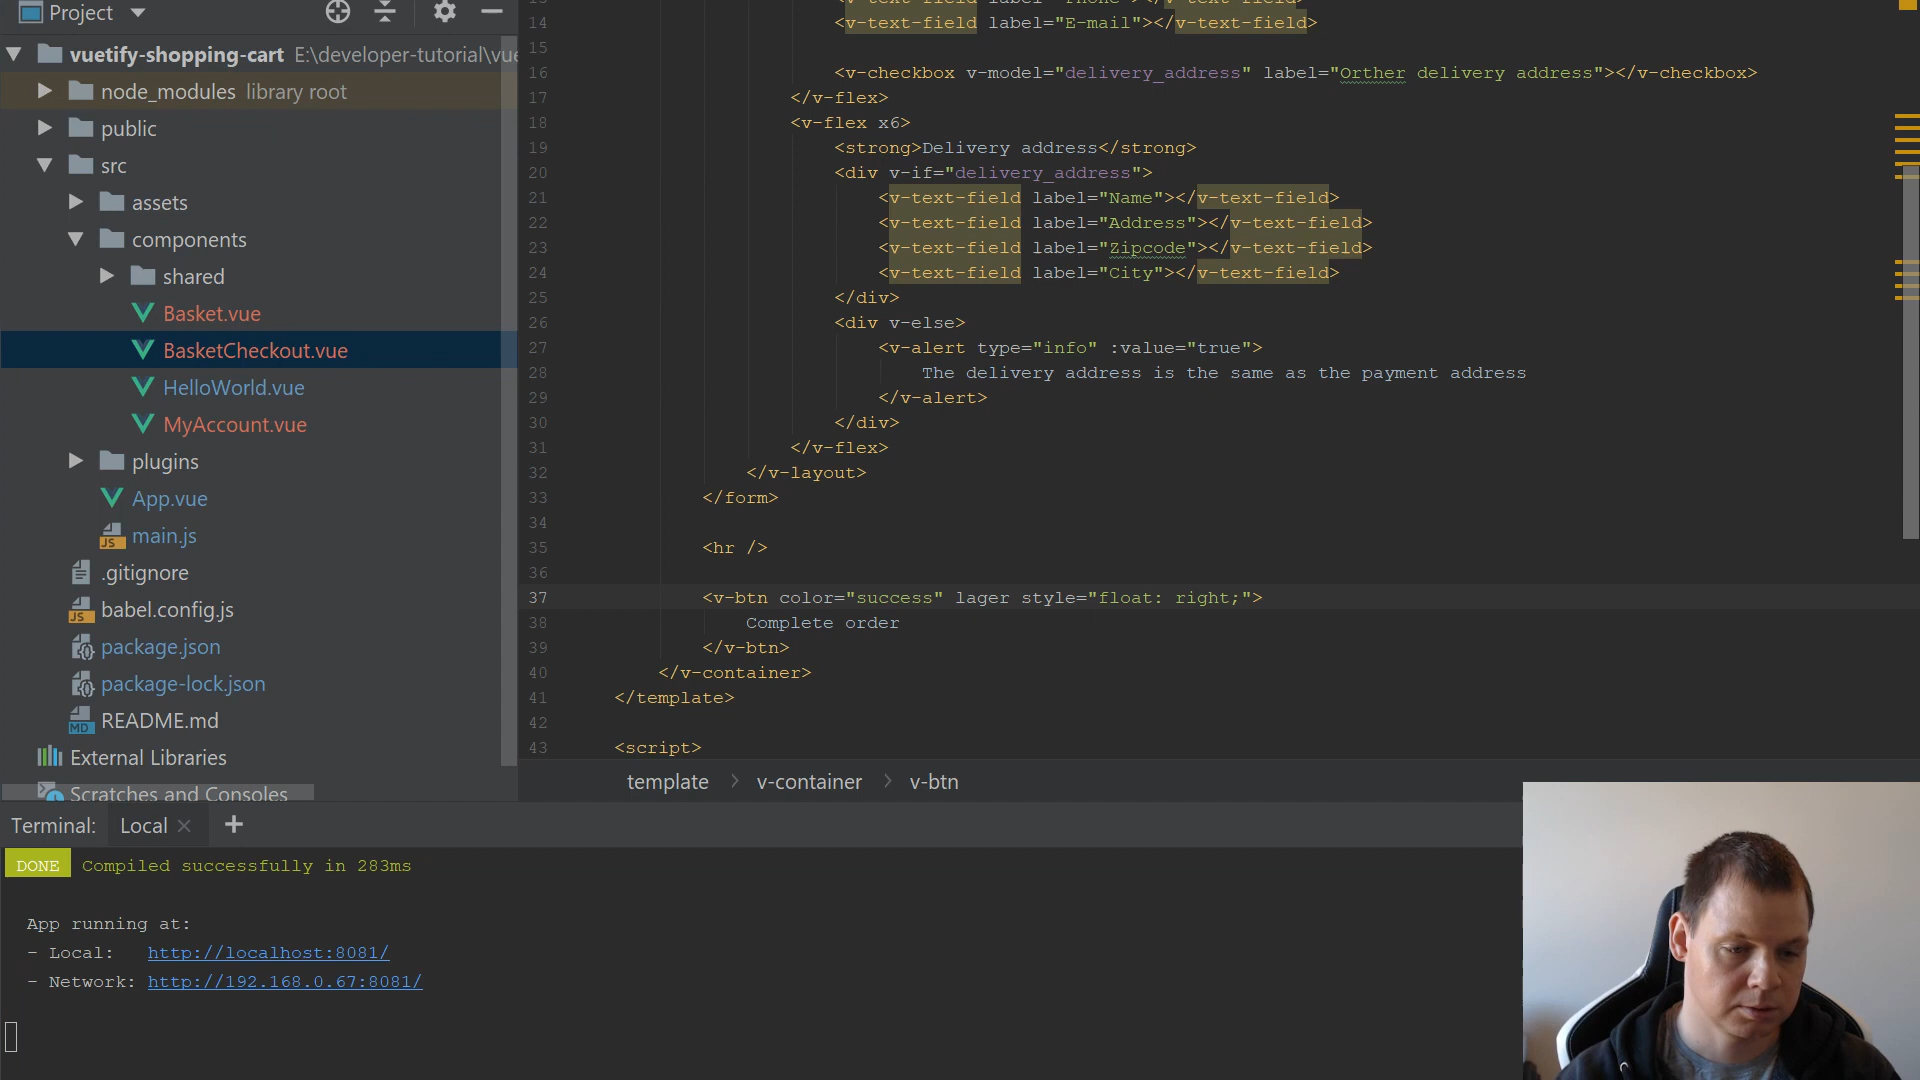 Project
vuetify-shopping-cart E:\developer-tutorial\vue
node_modules library root
public
src
assets
components
shared
Basket.vue
BasketCheckout.vue
HelloWorld.vue
MyAccount.vue
plugins
App.vue
main.js
.gitignore
babel.config.js
package.json
package-lock.json
README.md
External Libraries
Scratches and Consoles
14 <v-text-field label="E-mail"></v-text-field>
15
16 <v-checkbox v-model="delivery_address" label="Orther delivery address"></v-checkbox>
17 </v-flex>
18 <v-flex x6>
19 <strong>Delivery address</strong>
20 <div v-if="delivery_address">
21 <v-text-field label="Name"></v-text-field>
22 <v-text-field label="Address"></v-text-field>
23 <v-text-field label="Zipcode"></v-text-field>
24 <v-text-field label="City"></v-text-field>
25 </div>
26 <div v-else>
27 <v-alert type="info" :value="true">
28 The delivery address is the same as the payment address
29 </v-alert>
30 </div>
31 </v-flex>
32 </v-layout>
33 </form>
34
35 <hr />
36
37 <v-btn color="success" lager style="float: right;">
38 Complete order
39 </v-btn>
40 </v-container>
41 </template>
42
43 <script>
template > v-container > v-btn
Terminal: Local × +
DONE Compiled successfully in 283ms
App running at:
- Local: http://localhost:8081/
- Network: http://192.168.0.67:8081/